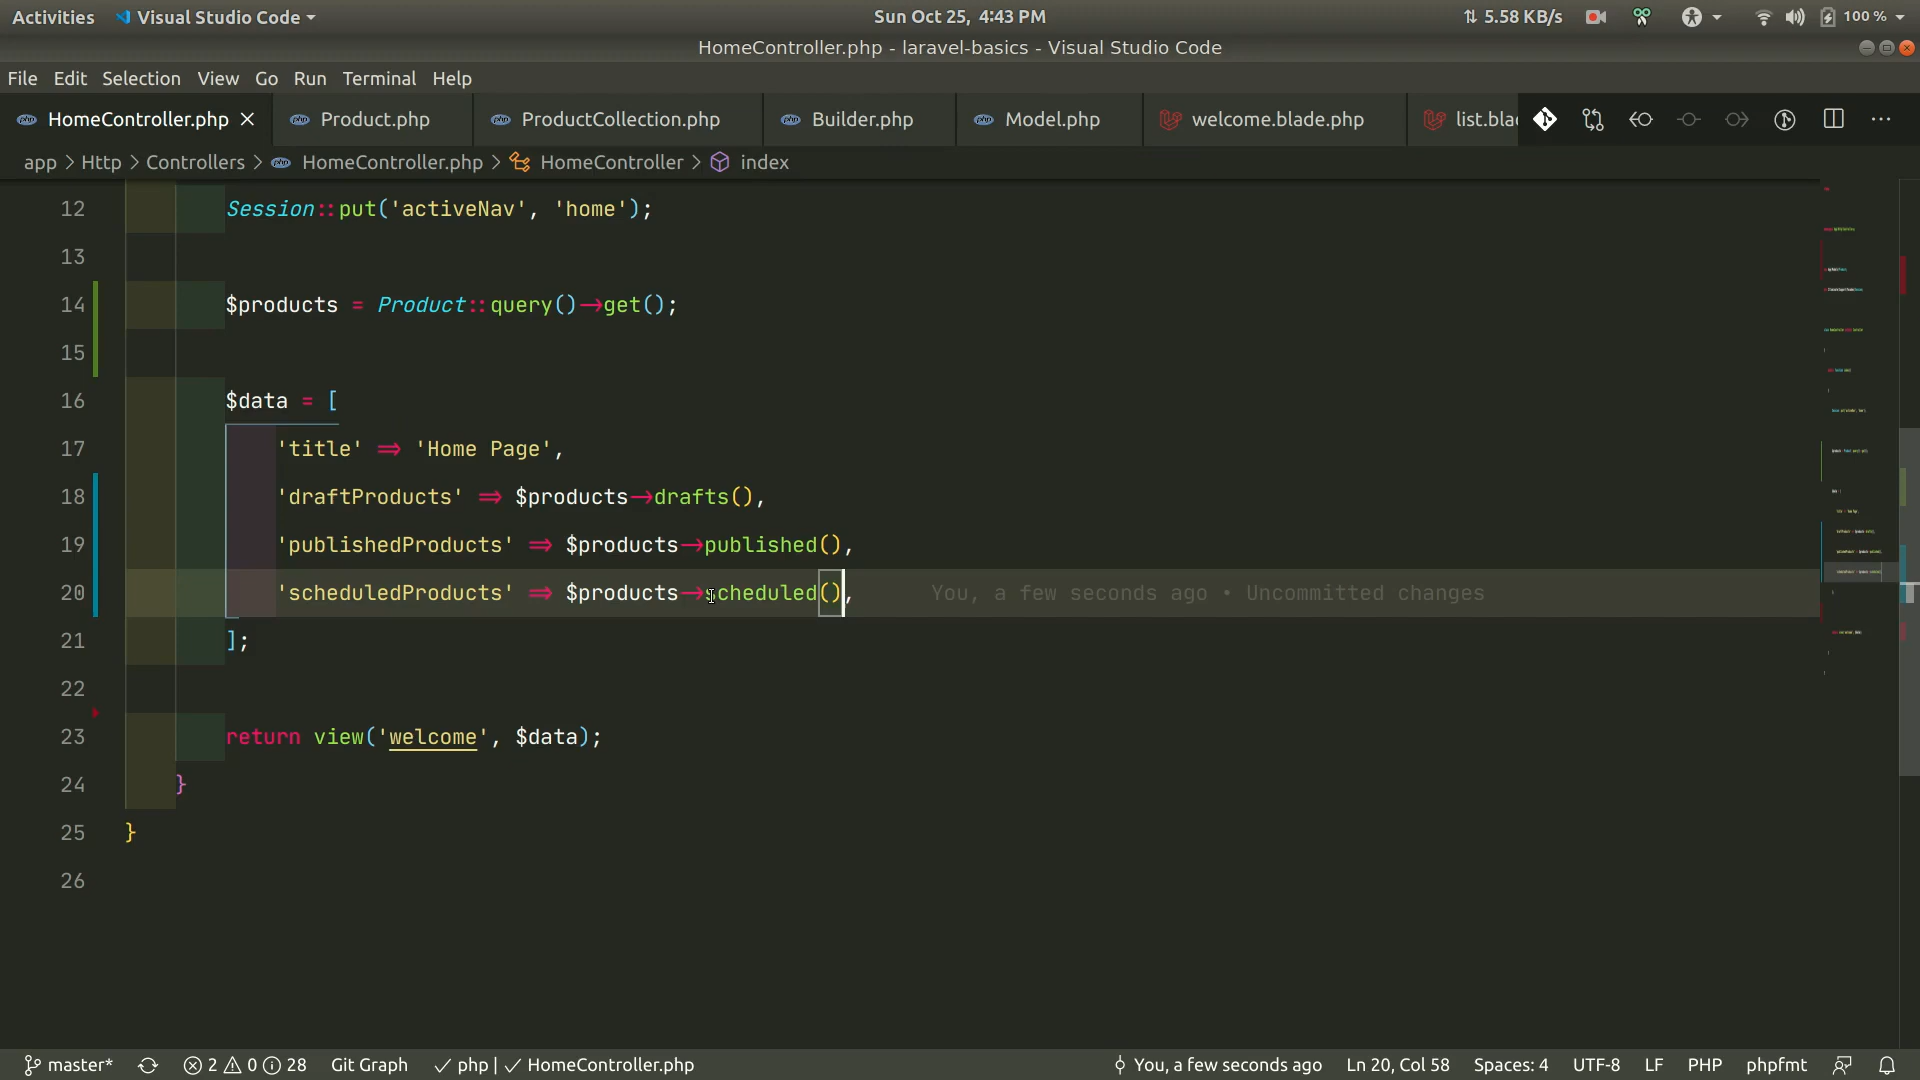 Activities Visual Studio Code Sun Oct 25, 4:43 PM 5.58 KB/s 100 %
HomeController.php - laravel-basics - Visual Studio Code
File Edit Selection View Go Run Terminal Help
HomeController.php Product.php ProductCollection.php Builder.php Model.php welcome.blade.php list.bla
app > Http > Controllers > HomeController.php > HomeController > index
12 Session::put('activeNav', 'home');
13
14 $products = Product::query()->get();
15
16 $data = [
17 'title' => 'Home Page',
18 'draftProducts' => $products->drafts(),
19 'publishedProducts' => $products->published(),
20 'scheduledProducts' => $products->scheduled(), You, a few seconds ago • Uncommitted changes
21 ];
22
23 return view('welcome', $data);
24 }
25 }
26
master* 2 0 28 Git Graph php | HomeController.php You, a few seconds ago Ln 20, Col 58 Spaces: 4 UTF-8 LF PHP phpfmt